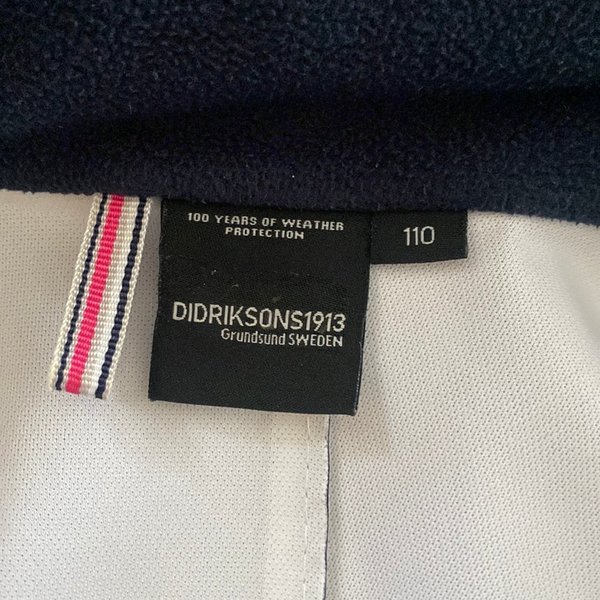 100 YEARS OF WEATHER
PROTECTION
110
DIDRIKSONS1913
Grundsund SWEDEN